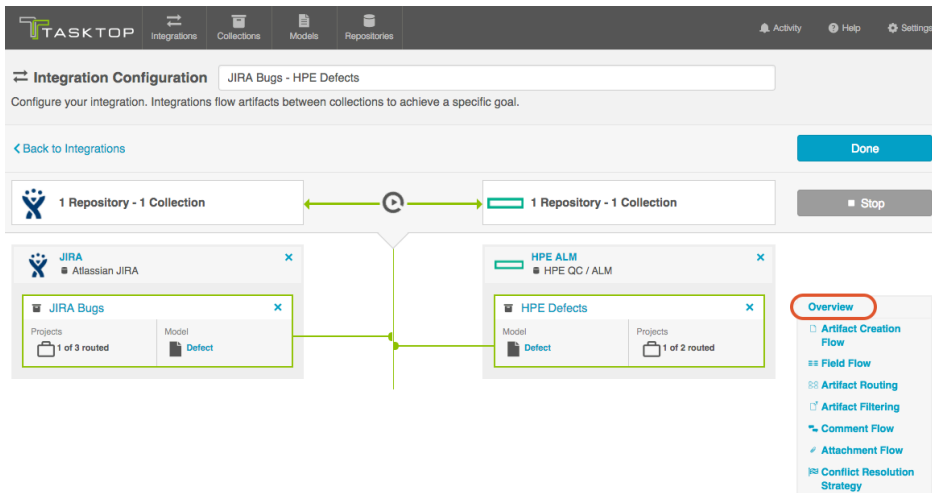 TASKTOP
Integrations
Collections
Models
Repositories
Activity
Help
Settings
Integration Configuration
JIRA Bugs - HPE Defects
Configure your integration. Integrations flow artifacts between collections to achieve a specific goal.
Back to Integrations
Done
1 Repository - 1 Collection
1 Repository - 1 Collection
Stop
JIRA
Atlassian JIRA
HPE ALM
HPE QC / ALM
JIRA Bugs
Projects
1 of 3 routed
Model
Defect
HPE Defects
Model
Defect
Projects
1 of 2 routed
Overview
Artifact Creation
Flow
Field Flow
Artifact Routing
Artifact Filtering
Comment Flow
Attachment Flow
Conflict Resolution
Strategy